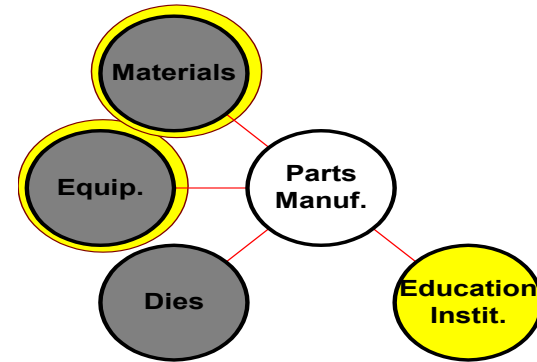 Materials
Equip.
Parts
Manuf.
Dies
Education
Instit.